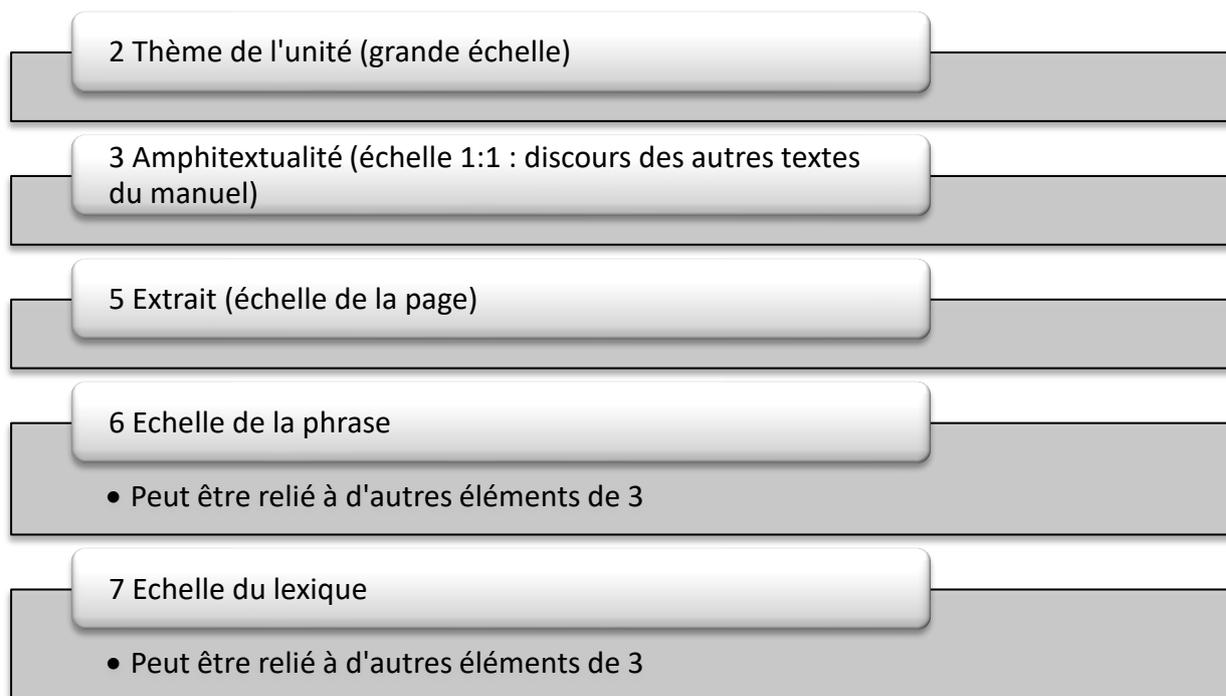 2 Thème de l'unité (grande échelle)
3 Amphitextualité (échelle 1:1 : discours des autres textes
du manuel)
5 Extrait (échelle de la page)
6 Echelle de la phrase
• Peut être relié à d'autres éléments de 3
7 Echelle du lexique
• Peut être relié à d'autres éléments de 3